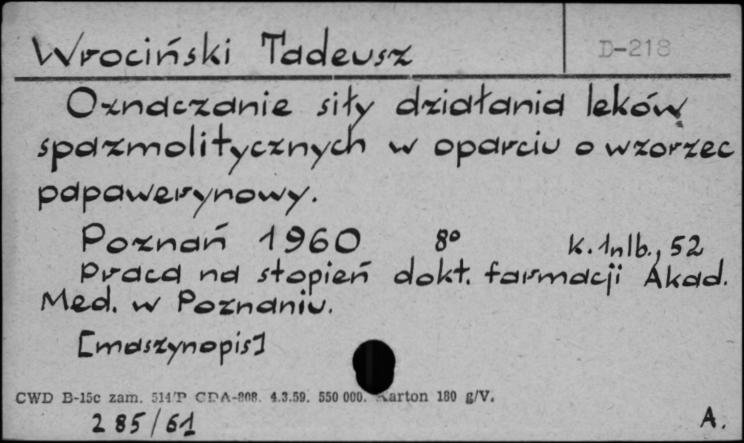 Wrociński Tadeusz
D-218
Oznaczanie siły działania leków
spazmolitycznych w oparciu o wzorzec
papawerynowy.
Poznań 1960 8° k. 1nlb., 52
Praca na stopień dokt. farmacji Akad.
Med. w Poznaniu.
[maszynopis]
CWD B-15c zam. 514/P CDA-808. 4.3.59. 550 000. Karton 180 g/V.
285/61 A.